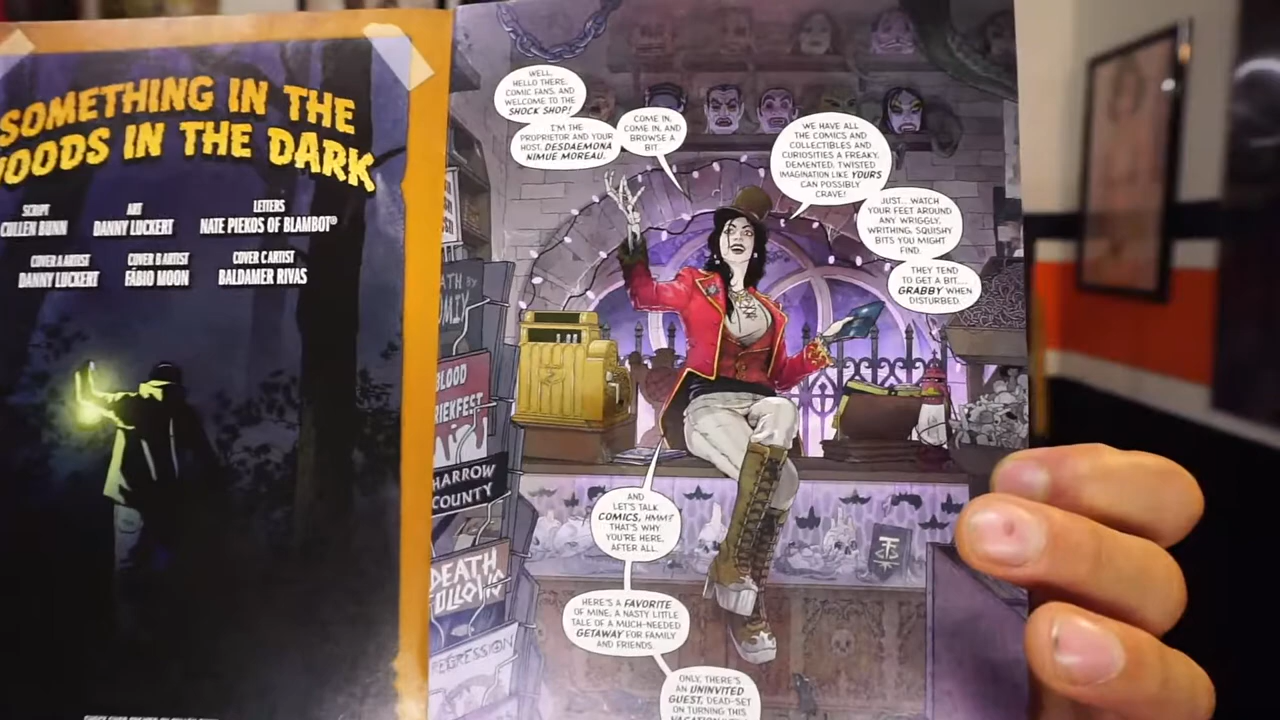 SOMETHING IN THE
WOODS IN THE DARK
SCRIPT
CULLEN BUNN
ART
DANNY LUCKERT
LETTERS
NATE PIEKOS OF BLAMBOT®
COVER A ARTIST
DANNY LUCKERT
COVER B ARTIST
FÁBIO MOON
COVER C ARTIST
BALDAMER RIVAS
WELL,
HELLO THERE,
COMIC FANS, AND
WELCOME TO THE
SHOCK SHOP!
I'M THE
PROPRIETOR AND YOUR
HOST, DESDAEMONA
NIMUE MOREAU.
COME IN,
COME IN, AND
BROWSE A
BIT.
WE HAVE ALL
THE COMICS AND
COLLECTIBLES AND
CURIOSITIES A FREAKY,
DEMENTED, TWISTED
IMAGINATION LIKE YOURS
CAN POSSIBLY
CRAVE!
JUST... WATCH
YOUR FEET AROUND
ANY WRIGGLY,
WRITHING, SQUISHY
BITS YOU MIGHT
FIND.
THEY TEND
TO GET A BIT...
GRABBY WHEN
DISTURBED.
DEATH BY
BLOOD
HARROW
COUNTY
DEATH
FOLLOWS
REGRESSION
AND
LET'S TALK
COMICS, HMM?
THAT'S WHY
YOU'RE HERE,
AFTER ALL.
HERE'S A FAVORITE
OF MINE, A NASTY LITTLE
TALE OF A MUCH-NEEDED
GETAWAY FOR FAMILY
AND FRIENDS.
ONLY, THERE'S
AN UNINVITED
GUEST, DEAD-SET
ON TURNING THIS